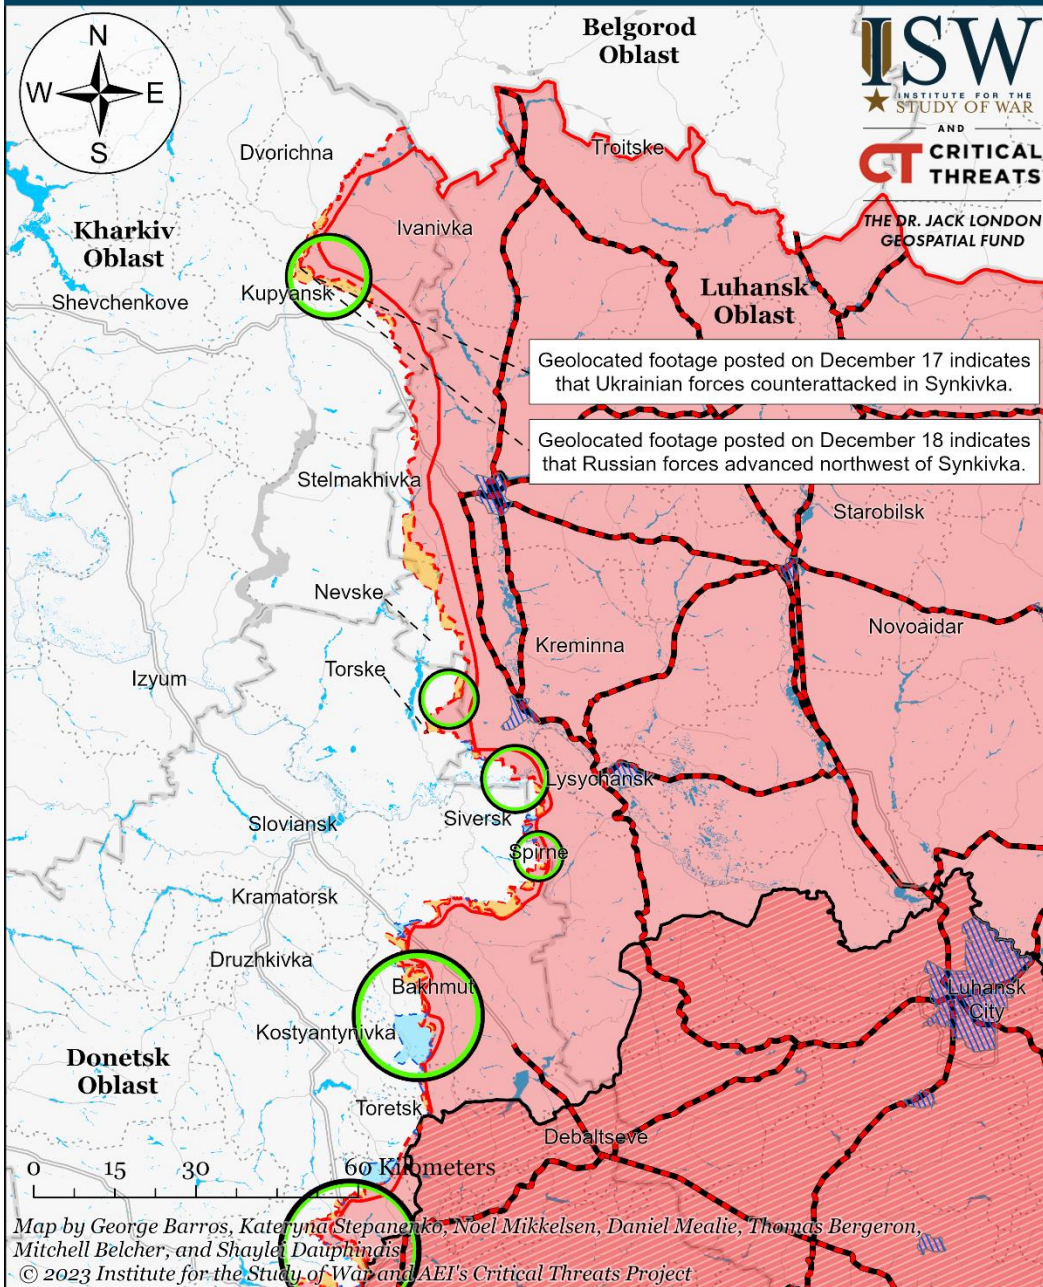 Belgorod
Oblast
N
W
E
S
ISW
INSTITUTE FOR THE
STUDY OF WAR
AND
CT
CRITICAL
THREATS
THE DR. JACK LONDON
GEOSPATIAL FUND
Dvorichna
Troitske
Kharkiv
Oblast
Ivanivka
Kupyansk
Shevchenkove
Luhansk
Oblast
Geolocated footage posted on December 17 indicates
that Ukrainian forces counterattacked in Synkivka.
Geolocated footage posted on December 18 indicates
that Russian forces advanced northwest of Synkivka.
Stelmakhivka
Starobilsk
Nevske
Novoaidar
Kreminna
Torske
Izyum
Lysychansk
Siversk
Sloviansk
Spirne
Kramatorsk
Druzhkivka
Bakhmut
Luhansk
City
Kostyantynivka
Donetsk
Oblast
Toretsk
Debaltseve
0 15 30 60 Kilometers
Map by George Barros, Kateryna Stepanenko, Noel Mikkelsen, Daniel Mealie, Thomas Bergeron,
Mitchell Belcher, and Shaylei Dauphinais
© 2023 Institute for the Study of War and AEI's Critical Threats Project